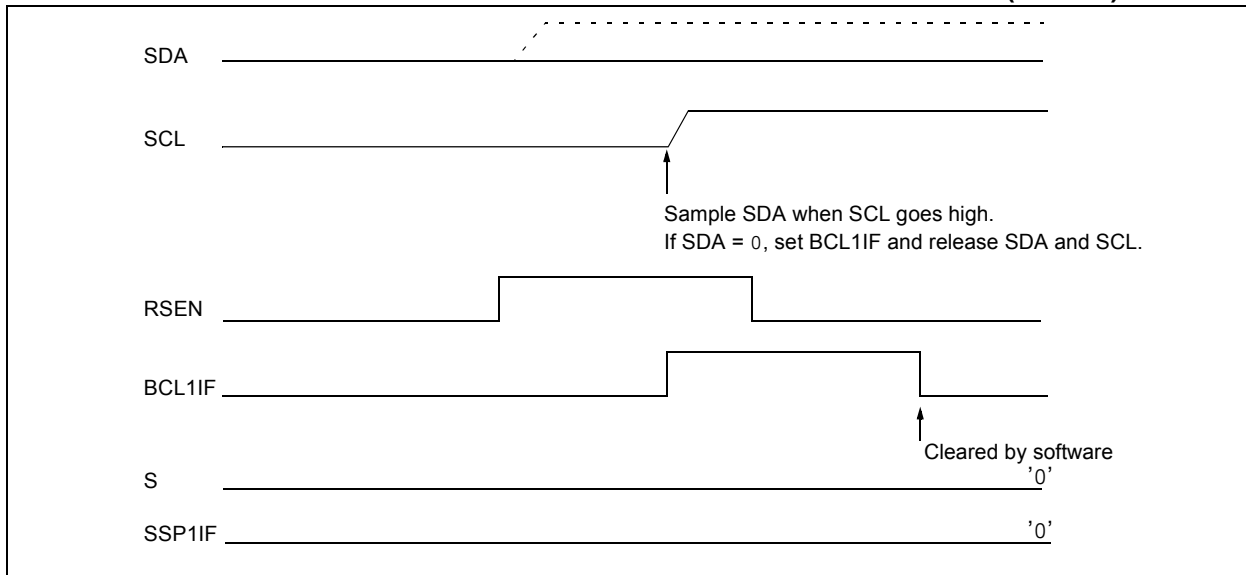 SDA
SCL
Sample SDA when SCL goes high.
If SDA = 0, set BCL1IF and release SDA and SCL.
RSEN
BCL1IF
Cleared by software
S
'0'
SSP1IF
'0'